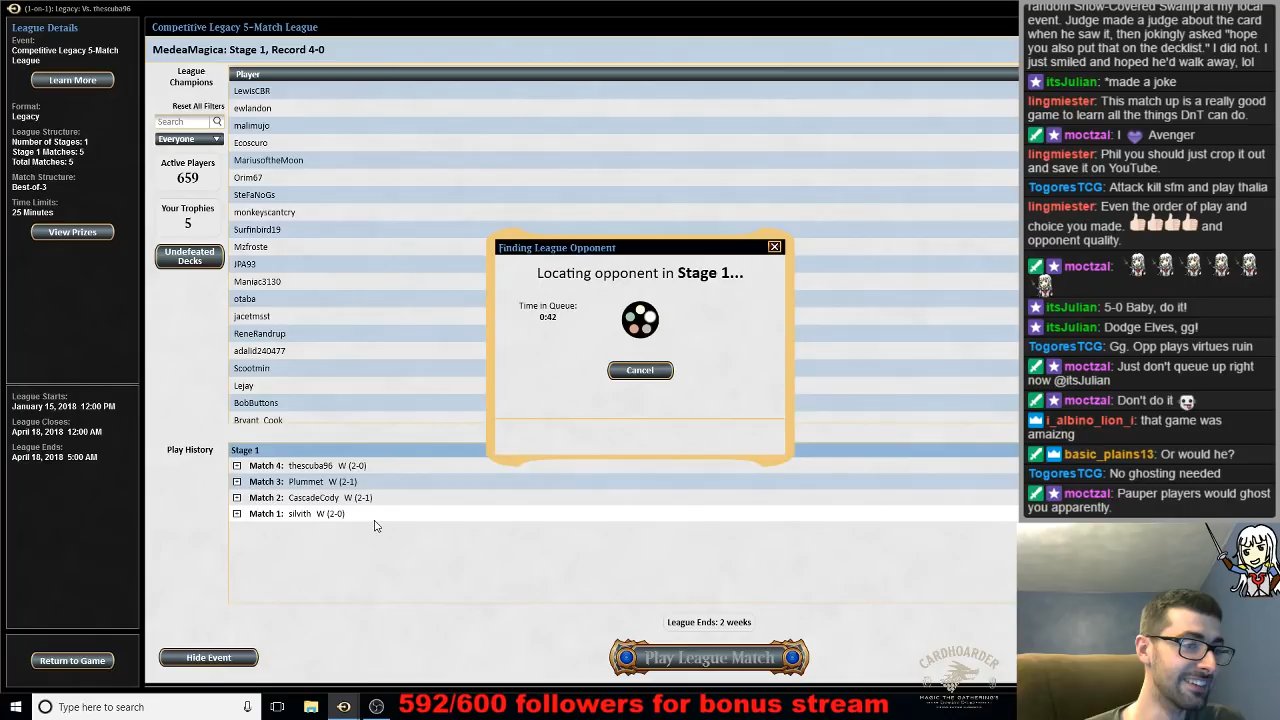 (1-on-1): Legacy: Vs. thescuba96
League Details
Event:
Competitive Legacy 5-Match
League
Learn More
Format:
Legacy
League Structure:
Number of Stages: 1
Stage 1 Matches: 5
Total Matches: 5
Match Structure:
Best-of-3
Time Limits:
25 Minutes
View Prizes
League Starts:
January 15, 2018 12:00 PM
League Closes:
April 18, 2018 12:00 AM
League Ends:
April 18, 2018 5:00 AM
Return to Game
Competitive Legacy 5-Match League
MedeaMagica: Stage 1, Record 4-0
League
Champions
Reset All Filters
Search
Everyone
Active Players
659
Your Trophies
5
Undefeated
Decks
Player
LewisCBR
ewlandon
malimujo
Ecoscuro
MariusoftheMoon
Orim67
SteFaNoGs
monkeyscantcry
Surfinbird19
Mzfroste
JPA93
Maniac3130
otaba
jacetmsst
ReneRandrup
adalid240477
Scootmin
Lejay
BobButtons
Bryant_Cook
Finding League Opponent
Locating opponent in Stage 1...
Time in Queue:
0:42
Cancel
Play History
Stage 1
Match 4: thescuba96 W (2-0)
Match 3: Plummet W (2-1)
Match 2: CascadeCody W (2-1)
Match 1: silvith W (2-0)
League Ends: 2 weeks
Hide Event
Play League Match
CARDHOARDER
Type here to search
592/600 followers for bonus stream
random Snow-Covered Swamp at my local
event. Judge made a judge about the card
when he saw it, then jokingly asked "hope
you also put that on the decklist." I did not. I
just smiled and hoped he'd walk away, lol
itsJulian: *made a joke
lingmiester: This match up is a really good
game to learn all the things DnT can do.
moctzal: I 💜 Avenger
lingmiester: Phil you should just crop it out
and save it on YouTube.
TogoresTCG: Attack kill sfm and play thalia
lingmiester: Even the order of play and
choice you made. 👍🏻👍🏻👍🏻👍🏻 and
opponent quality.
moctzal:
itsJulian: 5-0 Baby, do it!
itsJulian: Dodge Elves, gg!
TogoresTCG: Gg. Opp plays virtues ruin
moctzal: Just don't queue up right
now @itsJulian
moctzal: Don't do it
i_albino_lion_i: that game was
amaizng
basic_plains13: Or would he?
TogoresTCG: No ghosting needed
moctzal: Pauper players would ghost
you apparently.